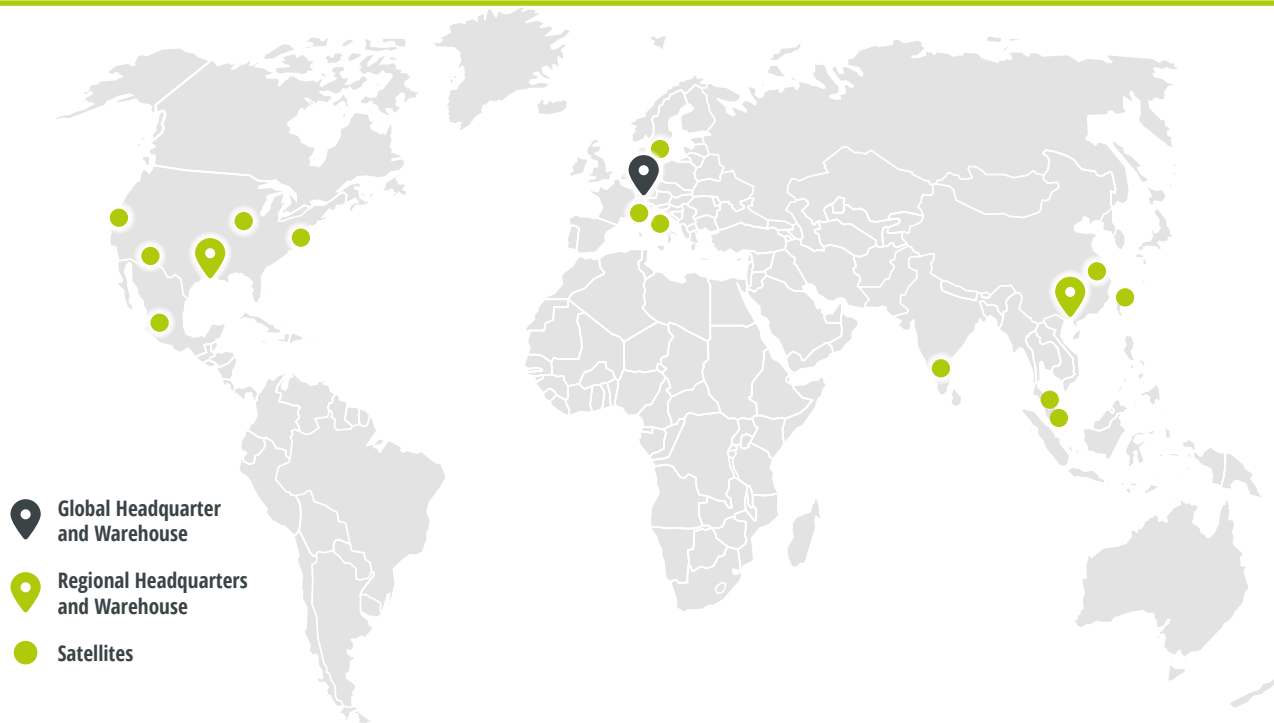 Global Headquarter
and Warehouse
Regional Headquarters
and Warehouse
Satellites